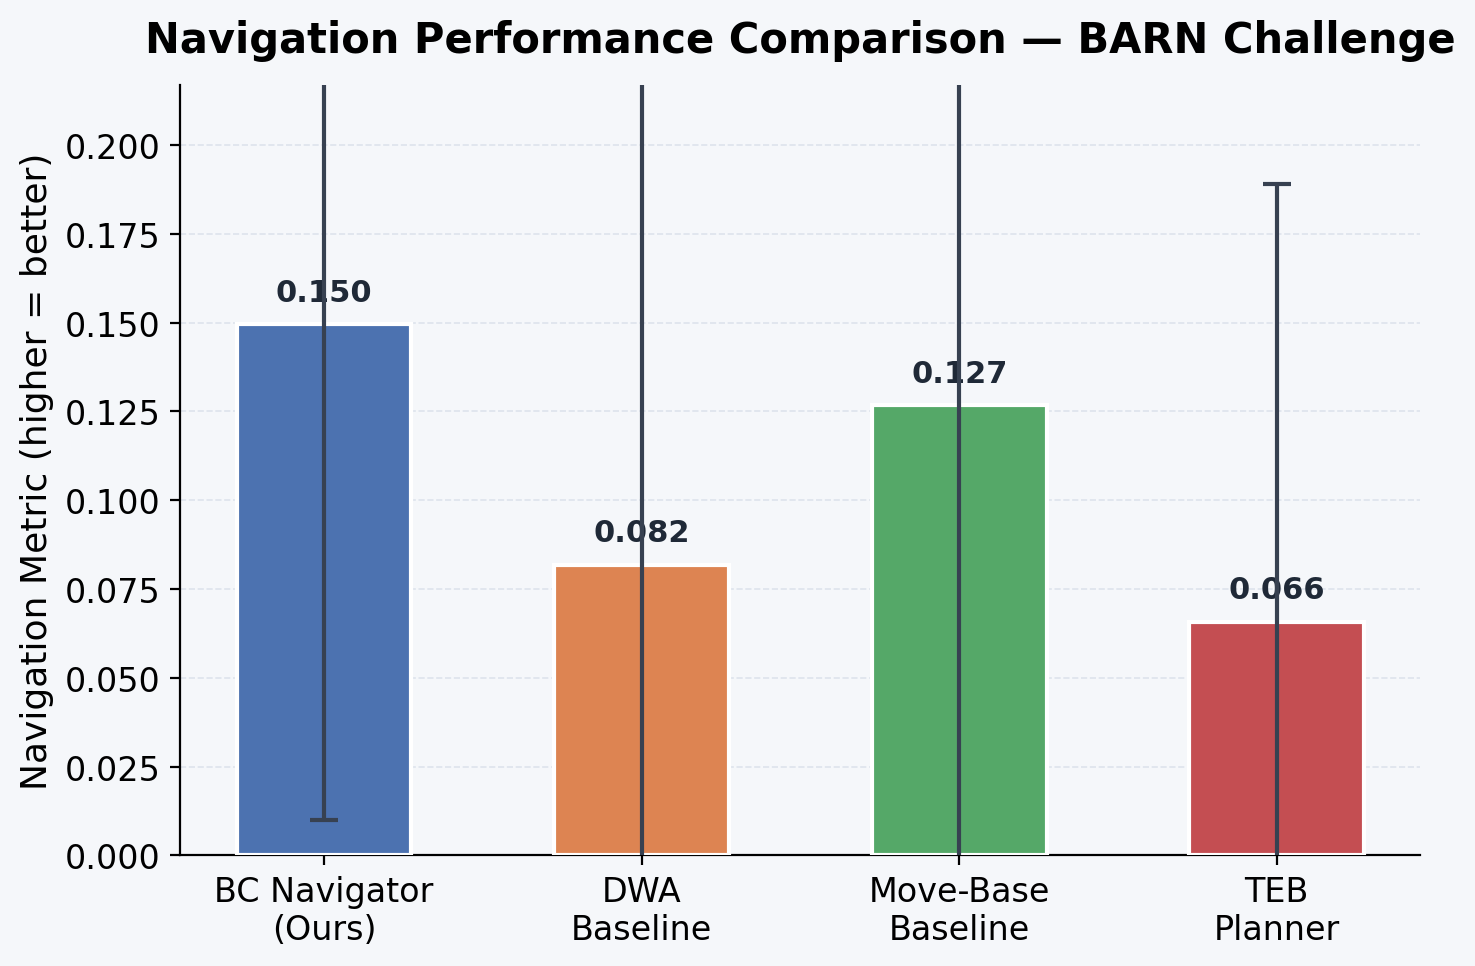 Navigation Performance Comparison — BARN Challenge
Navigation Metric (higher = better)
0.200
0.175
0.150
0.125
0.100
0.075
0.050
0.025
0.000
0.150
0.082
0.127
0.066
BC Navigator
(Ours)
DWA
Baseline
Move-Base
Baseline
TEB
Planner